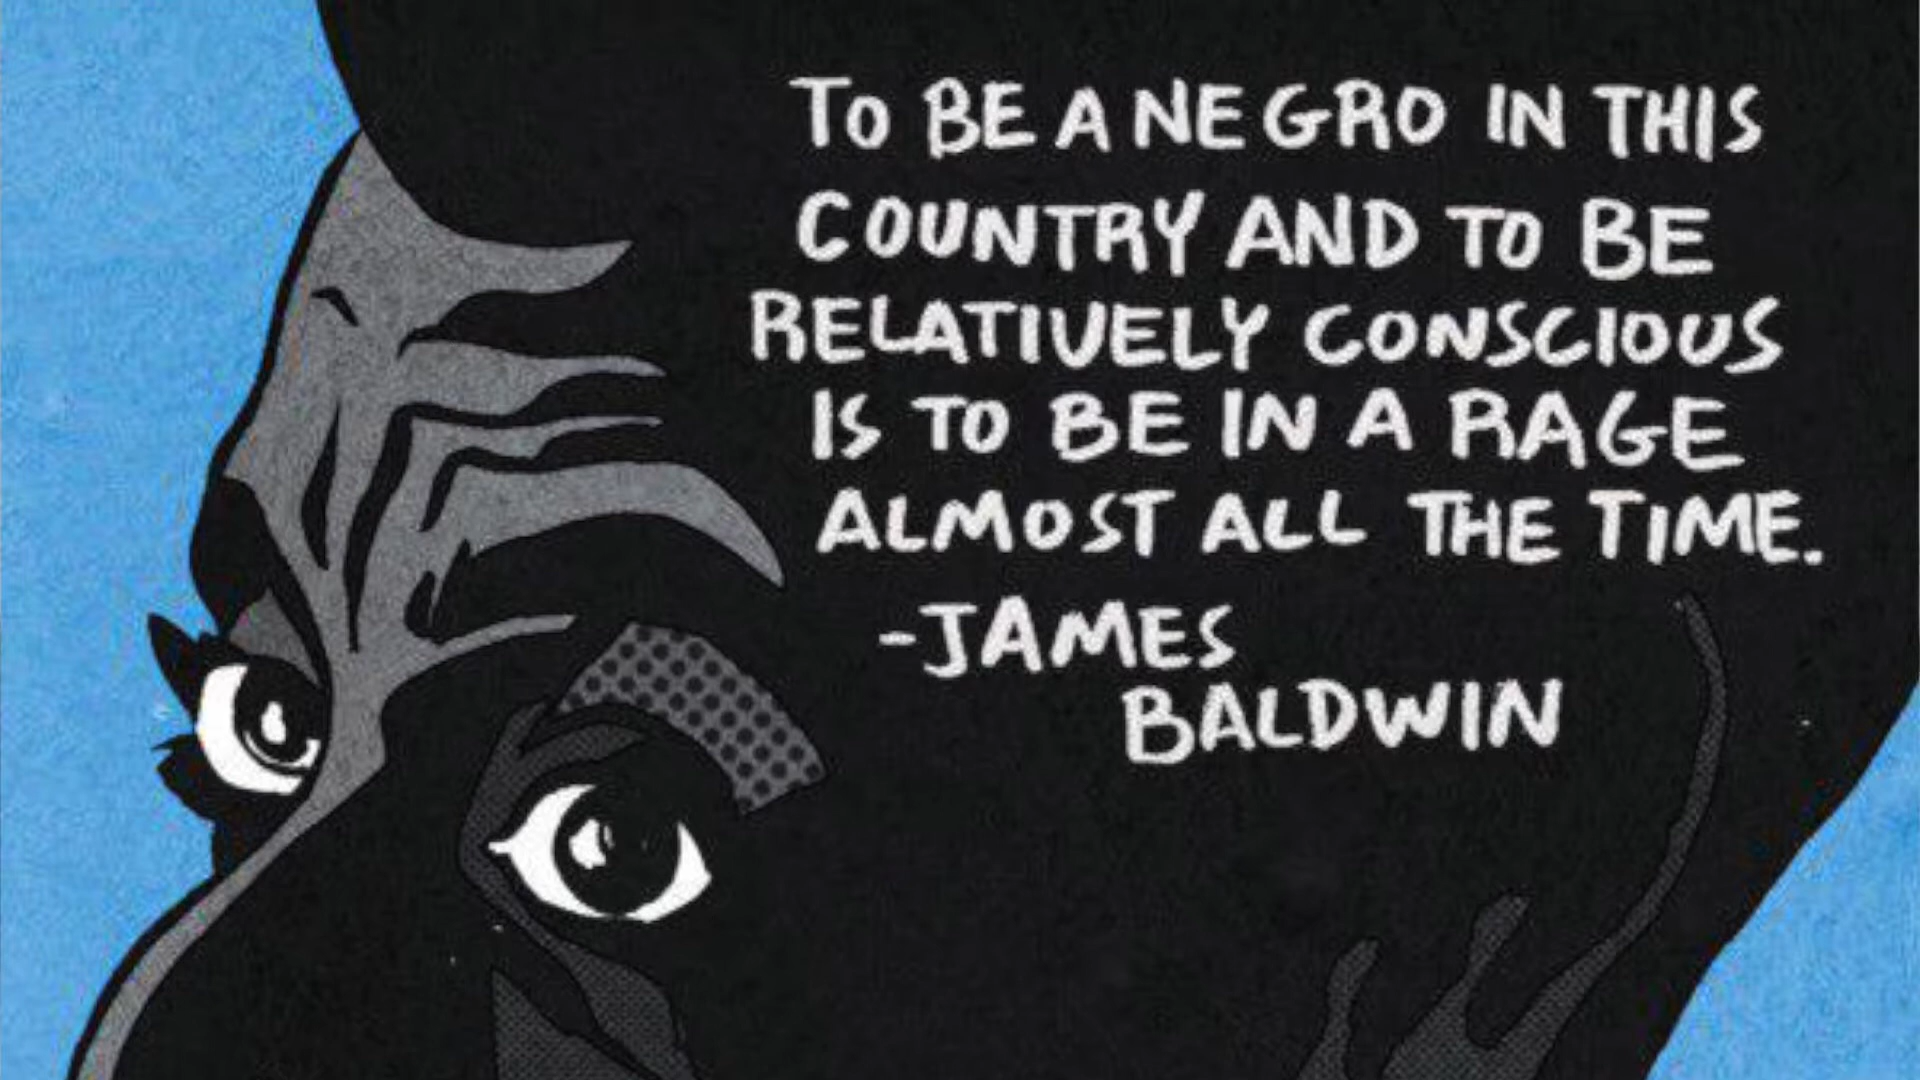 TO BE A NEGRO IN THIS
COUNTRY AND TO BE
RELATIVELY CONSCIOUS
IS TO BE IN A RAGE
ALMOST ALL THE TIME.
-JAMES
BALDWIN